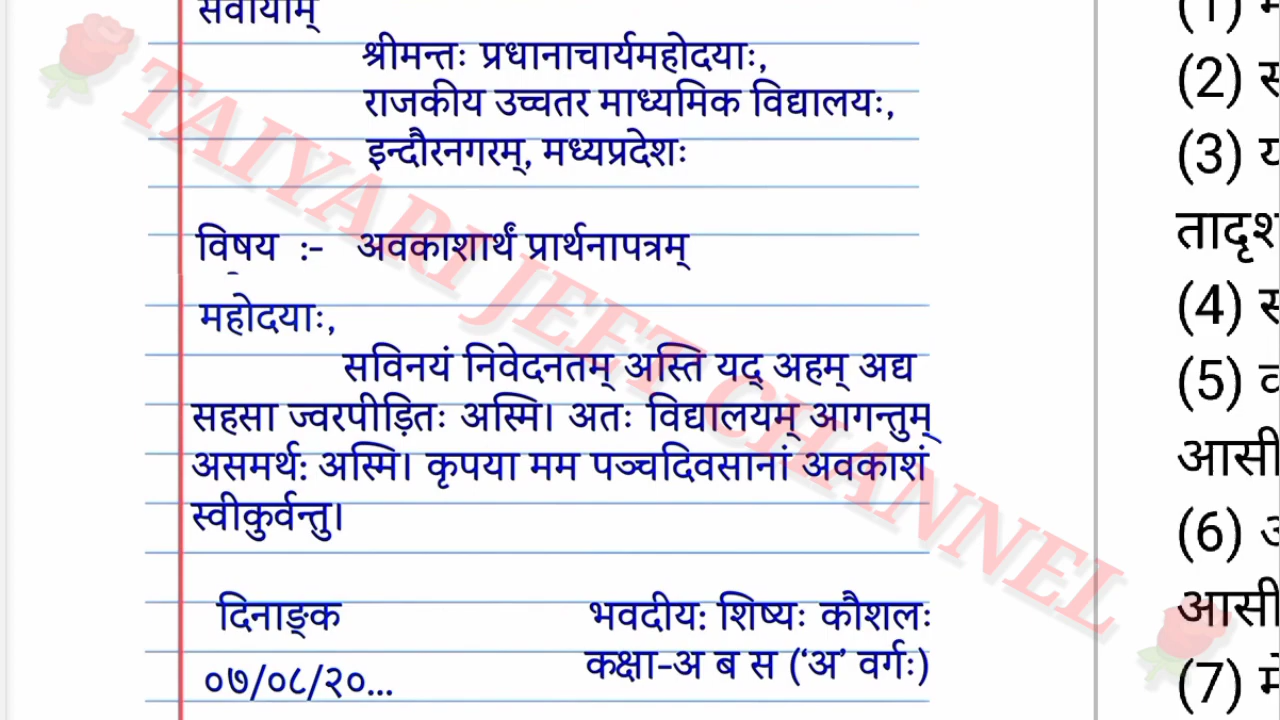 सेवायाम्
श्रीमन्तः प्रधानाचार्यमहोदयाः,
राजकीय उच्चतर माध्यमिक विद्यालयः,
इन्दौरनगरम्, मध्यप्रदेशः
विषय :- अवकाशार्थं प्रार्थनापत्रम्
महोदयाः,
सविनयं निवेदनतम् अस्ति यद् अहम् अद्य
सहसा ज्वरपीड़ितः अस्मि। अतः विद्यालयम् आगन्तुम्
असमर्थ: अस्मि। कृपया मम पञ्चदिवसानां अवकाशं
स्वीकुर्वन्तु।
दिनाङ्क
०७/०८/२०...
भवदीय: शिष्यः कौशलः
कक्षा-अ ब स (‘अ’ वर्गः)
TAIYARI JEET CHANNEL
(1)
(2)
(3)
तादृश
(4)
(5)
आसी
(6)
आसी
(7)